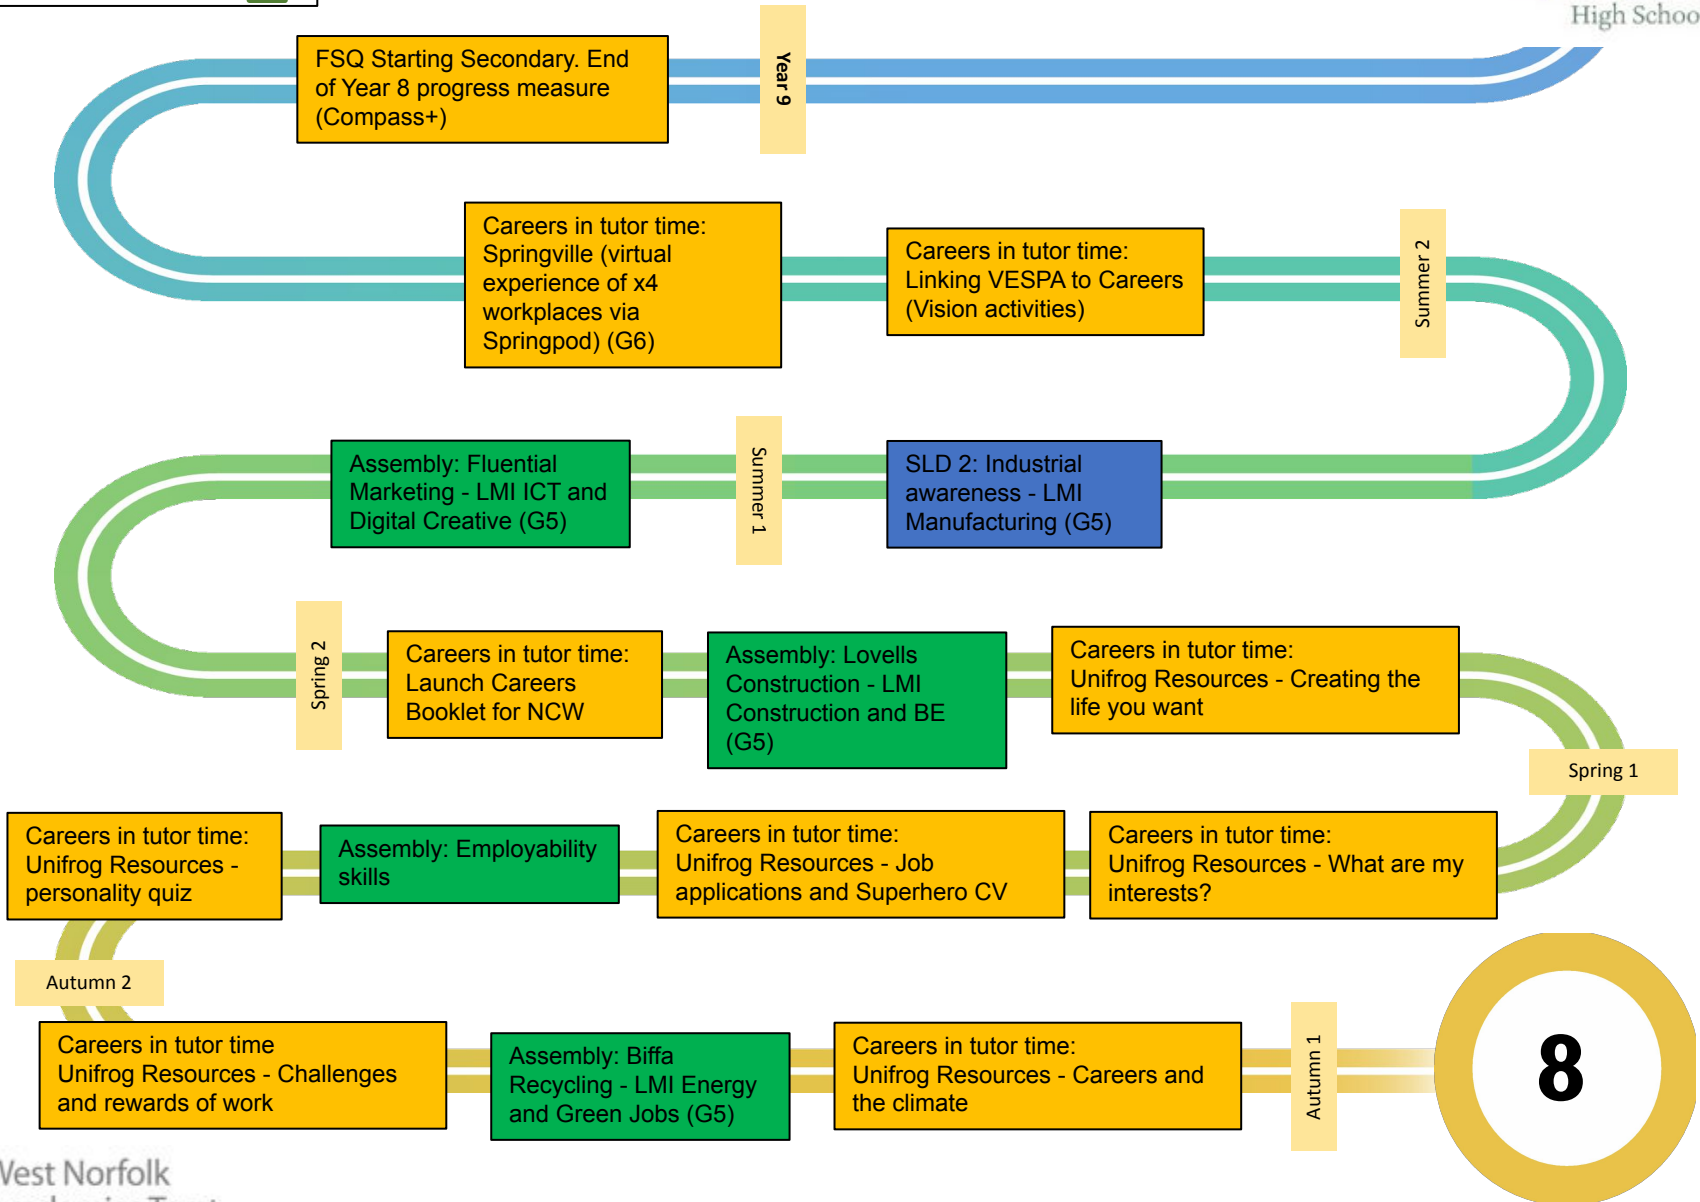 High Schoo
FSQ Starting Secondary. End
of Year 8 progress measure
(Compass+)
Year 9
Careers in tutor time:
Springville (virtual
experience of x4
workplaces via
Springpod) (G6)
Careers in tutor time:
Linking VESPA to Careers
(Vision activities)
Summer 2
Assembly: Fluential
Marketing - LMI ICT and
Digital Creative (G5)
Summer 1
SLD 2: Industrial
awareness - LMI
Manufacturing (G5)
Spring 2
Careers in tutor time:
Launch Careers
Booklet for NCW
Assembly: Lovells
Construction - LMI
Construction and BE
(G5)
Careers in tutor time:
Unifrog Resources - Creating the
life you want
Spring 1
Careers in tutor time:
Unifrog Resources -
personality quiz
Assembly: Employability
skills
Careers in tutor time:
Unifrog Resources - Job
applications and Superhero CV
Careers in tutor time:
Unifrog Resources - What are my
interests?
Autumn 2
Careers in tutor time
Unifrog Resources - Challenges
and rewards of work
Assembly: Biffa
Recycling - LMI Energy
and Green Jobs (G5)
Careers in tutor time:
Unifrog Resources - Careers and
the climate
Autumn 1
8
West Norfolk